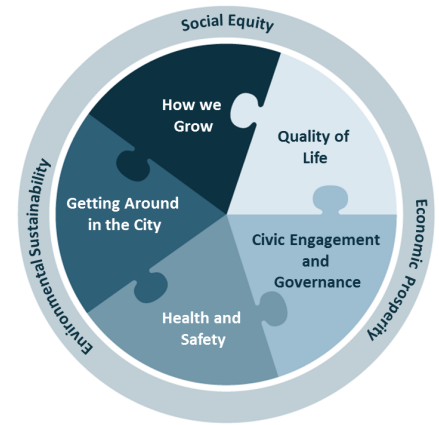 Social Equity
How we
Grow
Quality of
Life
Getting Around
in the City
Civic Engagement
and
Governance
Health and
Safety
Environmental Sustainability
Economic Prosperity